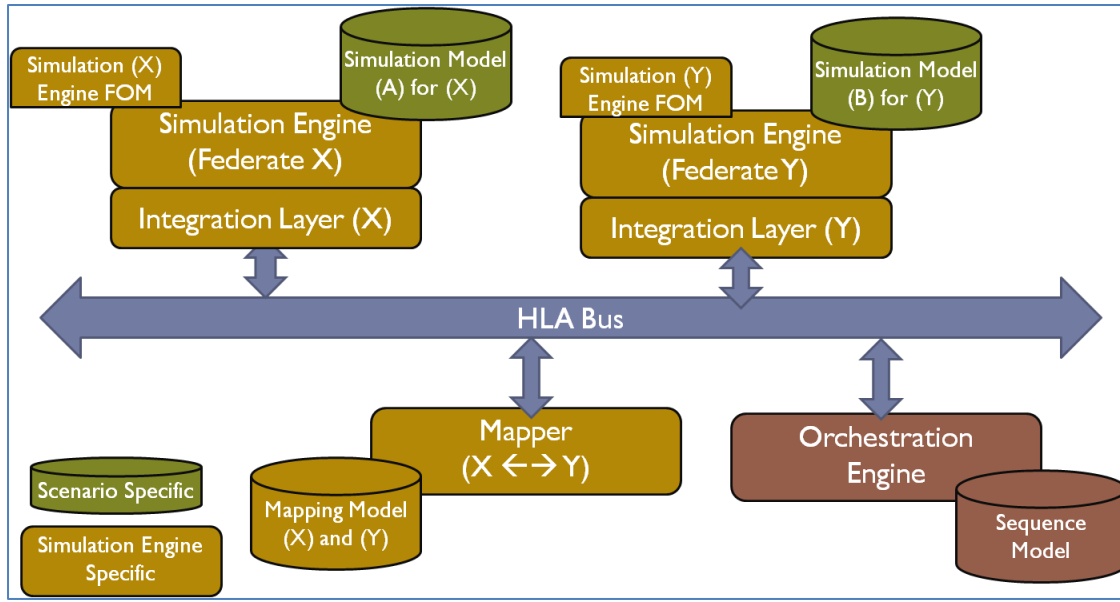 Simulation (X)
Engine FOM
Simulation Model
(A) for (X)
Simulation Engine
(Federate X)
Integration Layer (X)
Simulation (Y)
Engine FOM
Simulation Model
(B) for (Y)
Simulation Engine
(Federate Y)
Integration Layer (Y)
HLA Bus
Mapper
(X ←→ Y)
Mapping Model
(X) and (Y)
Orchestration
Engine
Sequence
Model
Scenario Specific
Simulation Engine
Specific